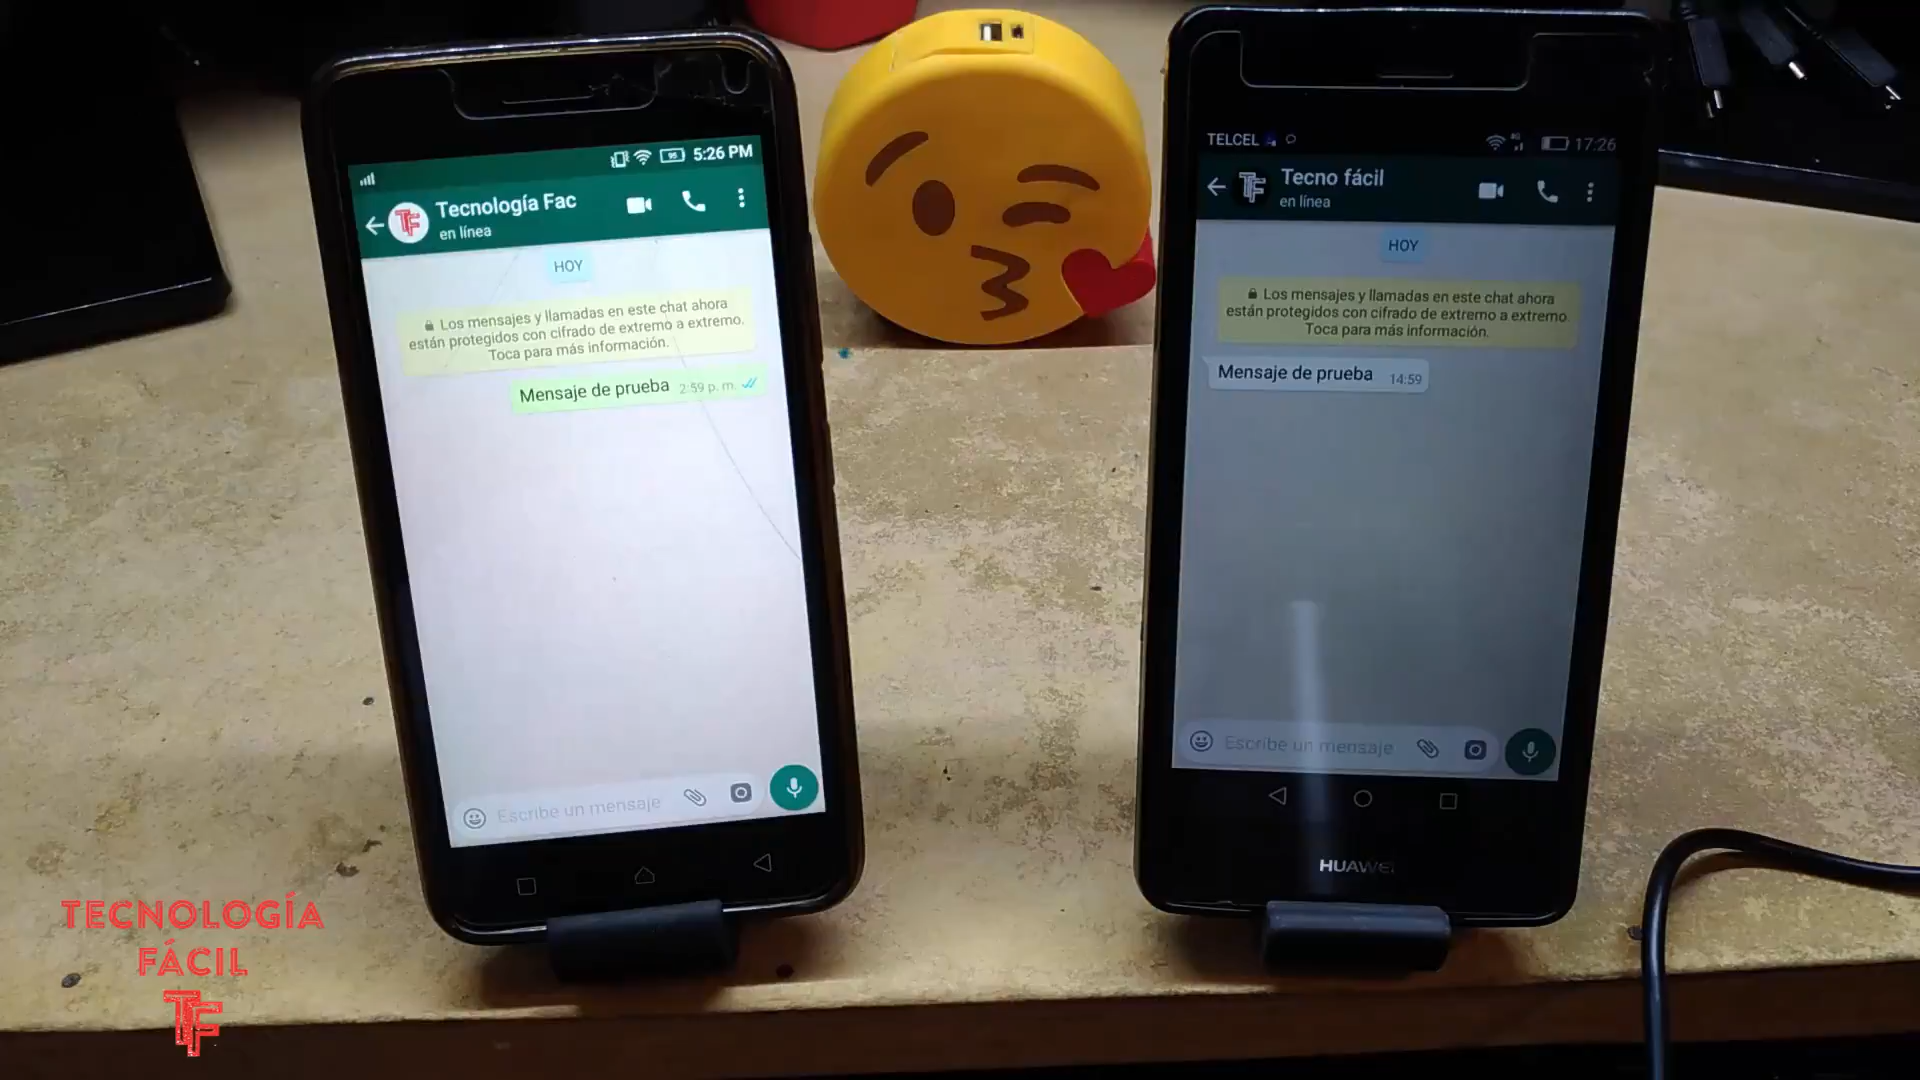 95 5:26 PM
Tecnología Fac
en línea
HOY
Los mensajes y llamadas en este chat ahora
están protegidos con cifrado de extremo a extremo.
Toca para más información.
Mensaje de prueba 2:59 p. m.
Escribe un mensaje
TELCEL 4G 17:26
Tecno fácil
en línea
HOY
Los mensajes y llamadas en este chat ahora
están protegidos con cifrado de extremo a extremo.
Toca para más información.
Mensaje de prueba 14:59
Escribe un mensaje
HUAWEI
TECNOLOGÍA
FÁCIL
TF